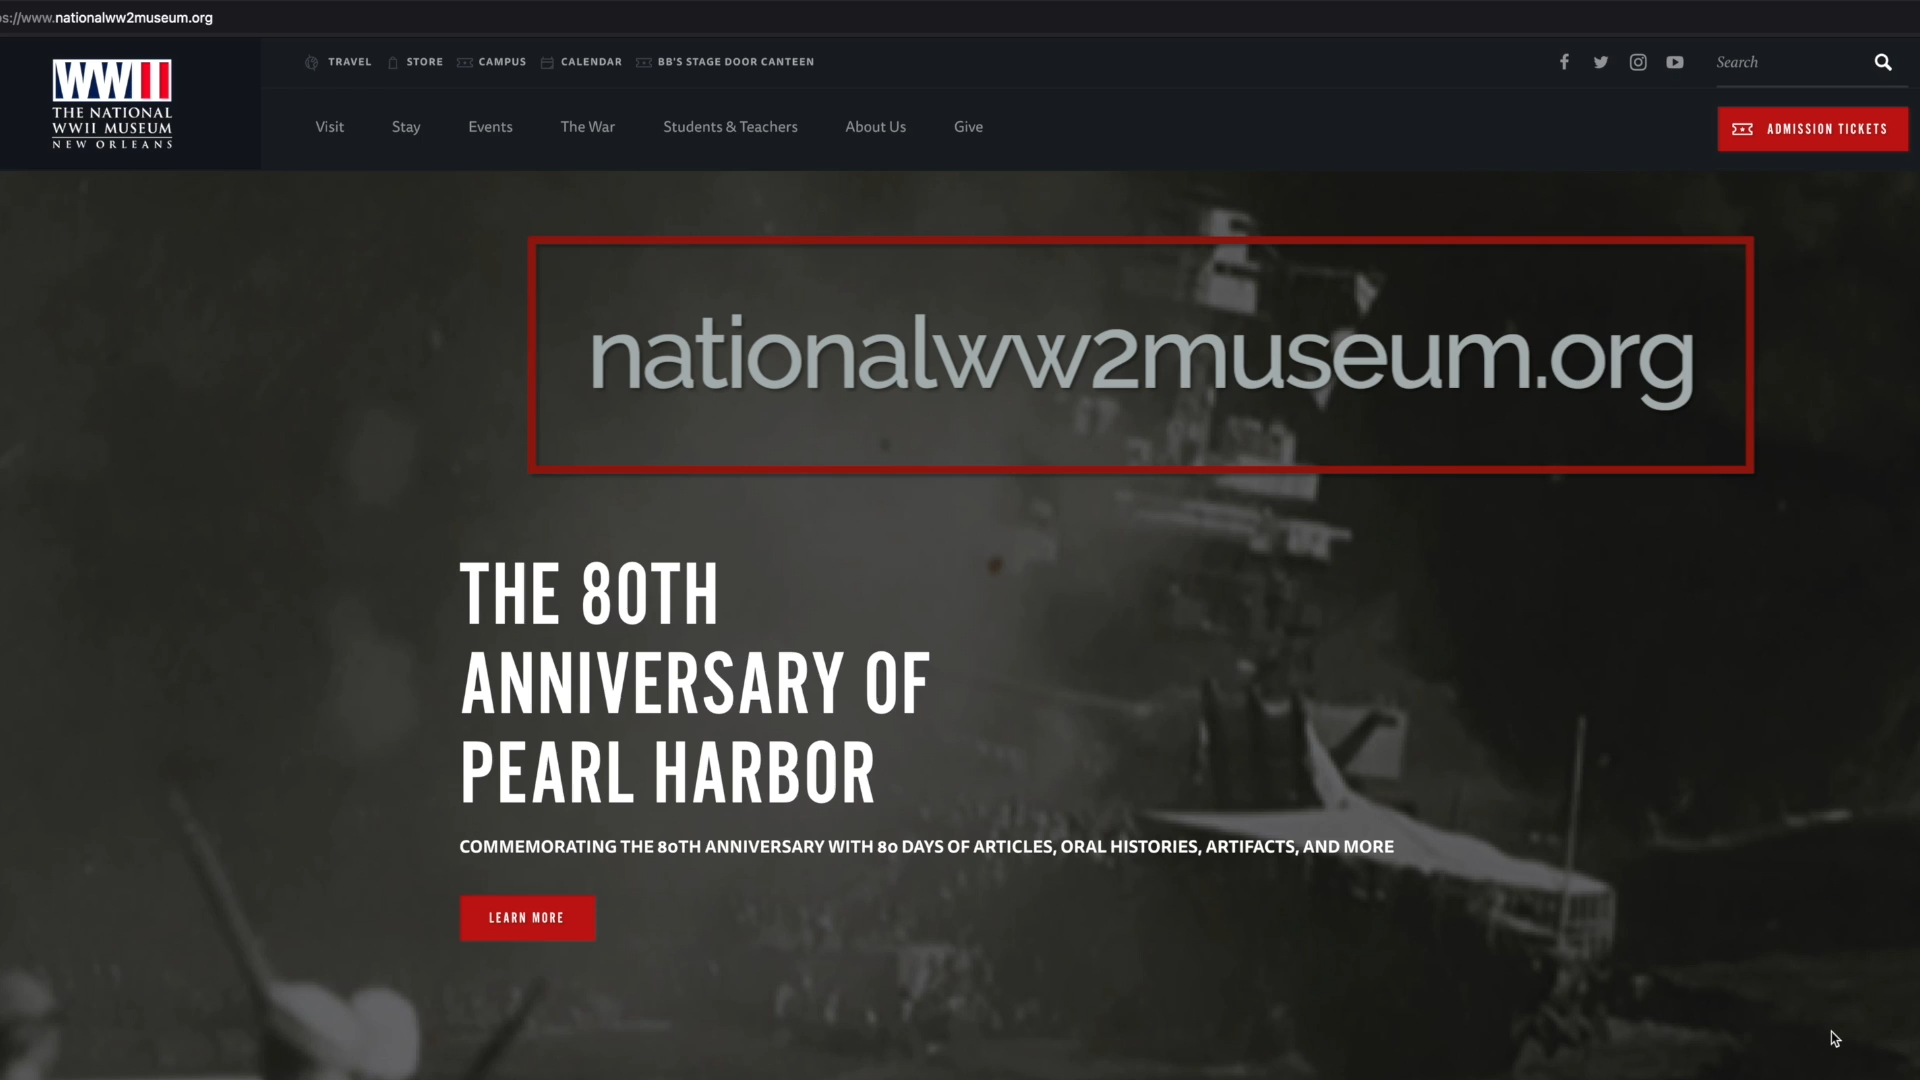 s://www.nationalww2museum.org
WWII
THE NATIONAL
WWII MUSEUM
NEW ORLEANS
TRAVEL STORE CAMPUS CALENDAR BB'S STAGE DOOR CANTEEN
Search
Visit Stay Events The War Students & Teachers About Us Give
ADMISSION TICKETS
nationalww2museum.org
THE 80TH
ANNIVERSARY OF
PEARL HARBOR
COMMEMORATING THE 80TH ANNIVERSARY WITH 80 DAYS OF ARTICLES, ORAL HISTORIES, ARTIFACTS, AND MORE
LEARN MORE